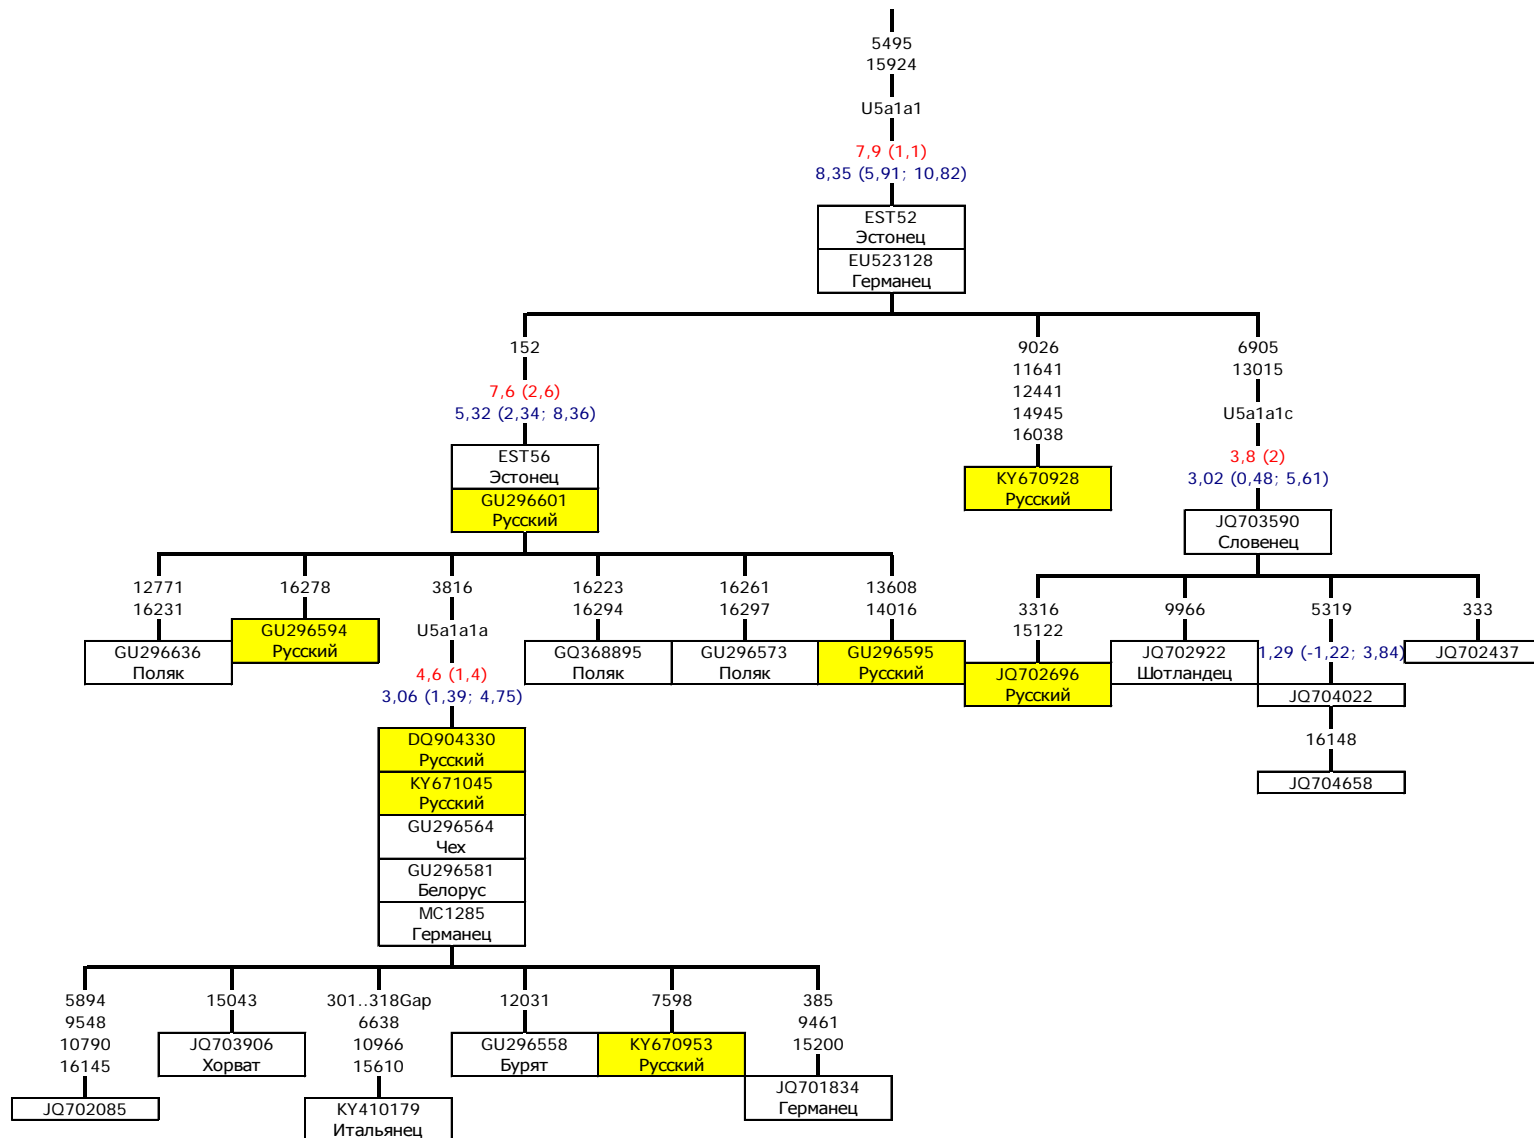 5495
15924
U5a1a1
7,9 (1,1)
8,35 (5,91; 10,82)
EST52
Эстонец
EU523128
Германец
152
7,6 (2,6)
5,32 (2,34; 8,36)
EST56
Эстонец
GU296601
Русский
9026
11641
12441
14945
16038
KY670928
Русский
6905
13015
U5a1a1c
3,8 (2)
3,02 (0,48; 5,61)
JQ703590
Словенец
12771
16231
GU296636
Поляк
16278
GU296594
Русский
3816
U5a1a1a
4,6 (1,4)
3,06 (1,39; 4,75)
DQ904330
Русский
KY671045
Русский
GU296564
Чех
GU296581
Белорус
MC1285
Германец
16223
16294
GQ368895
Поляк
16261
16297
GU296573
Поляк
13608
14016
GU296595
Русский
3316
15122
JQ702696
Русский
9966
JQ702922
Шотландец
5319
1,29 (-1,22; 3,84)
JQ704022
16148
JQ704658
333
JQ702437
5894
9548
10790
16145
JQ702085
15043
JQ703906
Хорват
301..318Gap
6638
10966
15610
KY410179
Итальянец
12031
GU296558
Бурят
7598
KY670953
Русский
385
9461
15200
JQ701834
Германец